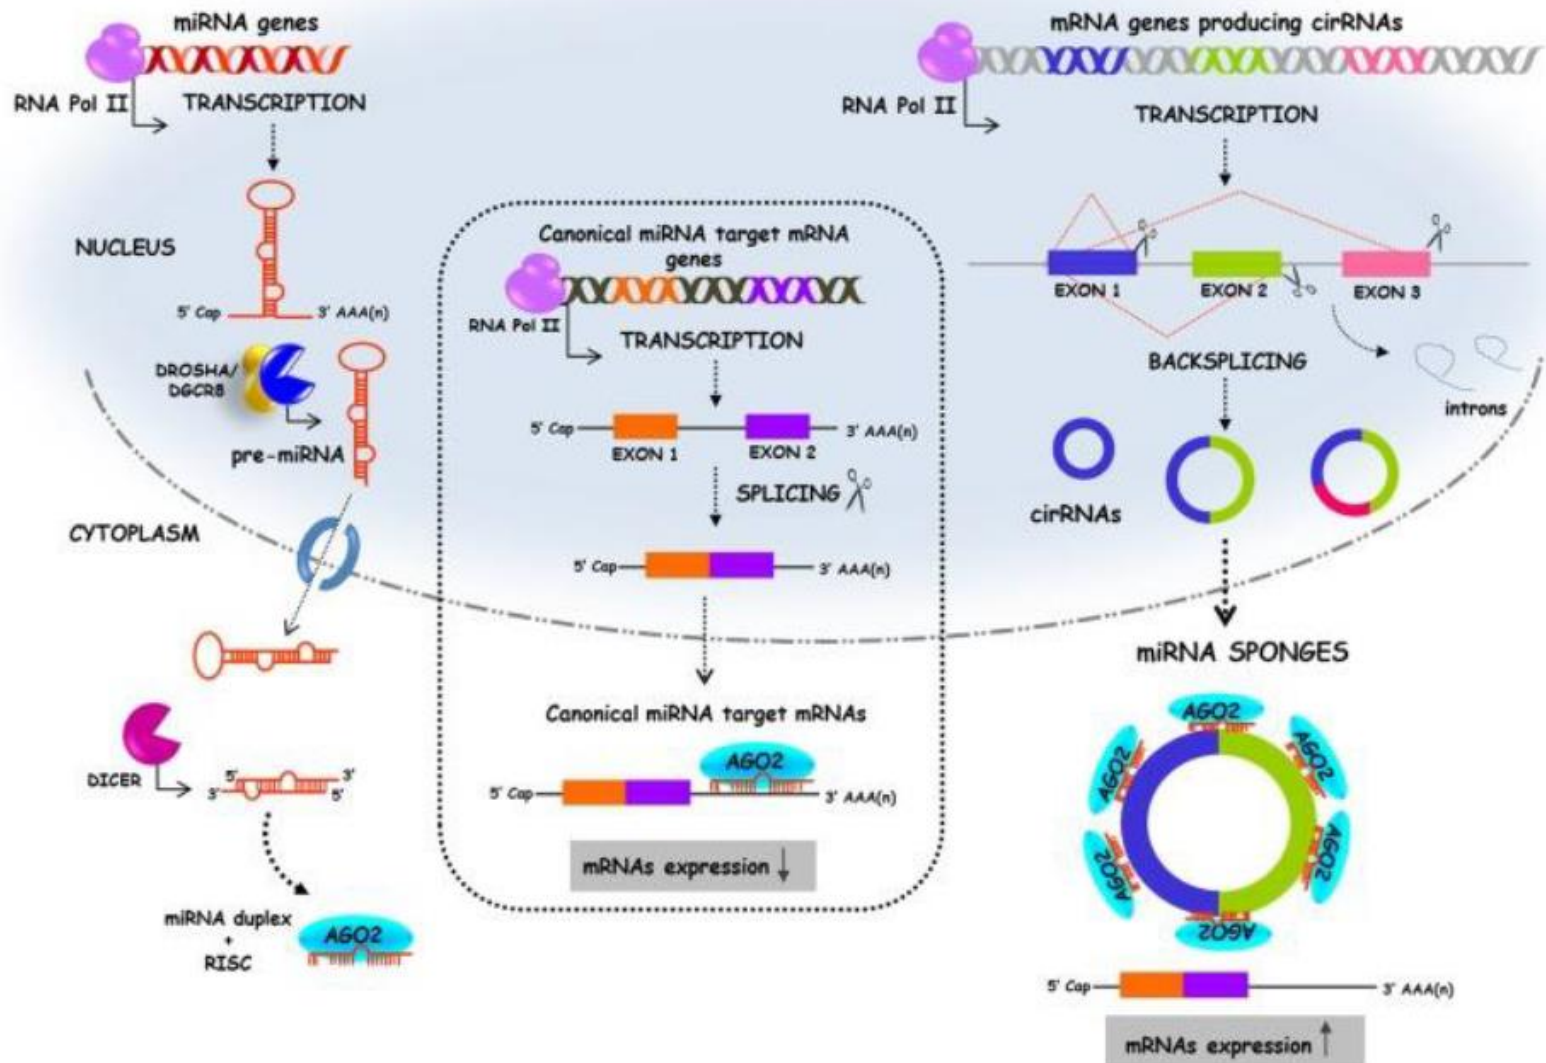 miRNA genes
RNA Pol II
TRANSCRIPTION
NUCLEUS
5' Cap
3' AAA(n)
DROSHA/
DGCR8
pre-miRNA
CYTOPLASM
DICER
5'
3'
3'
5'
miRNA duplex
+
RISC
AGO2
Canonical miRNA target mRNA
genes
RNA Pol II
TRANSCRIPTION
5' Cap
3' AAA(n)
EXON 1
EXON 2
SPLICING
5' Cap
3' AAA(n)
Canonical miRNA target mRNAs
AGO2
5' Cap
3' AAA(n)
mRNAs expression ↓
mRNA genes producing cirRNAs
RNA Pol II
TRANSCRIPTION
EXON 1
EXON 2
EXON 3
BACKSPLICING
introns
cirRNAs
miRNA SPONGES
AGO2
AGO2
AGO2
AGO2
AGO2
AGO2
5' Cap
3' AAA(n)
mRNAs expression ↑